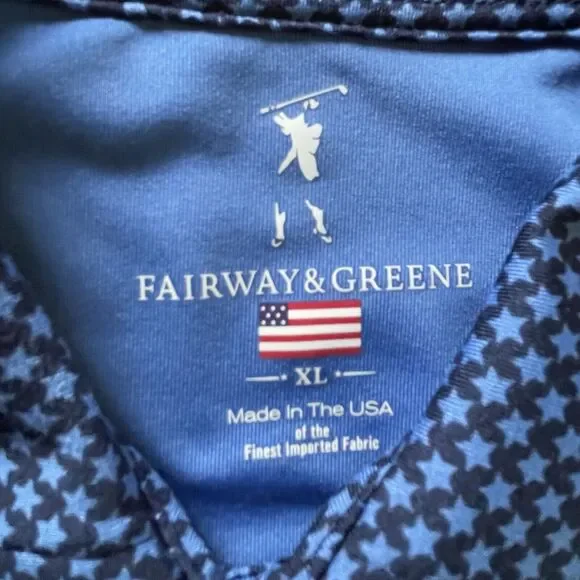 FAIRWAY&GREENE
XL
Made In The USA
of the
Finest Imported Fabric